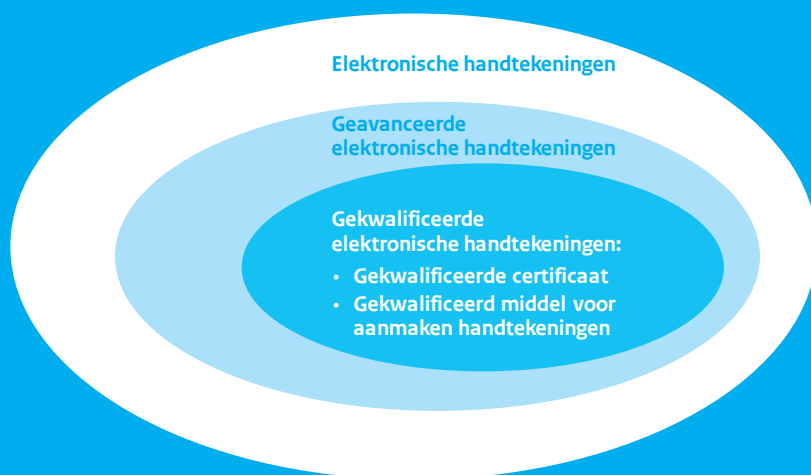 Elektronische handtekeningen
Geavanceerde
elektronische handtekeningen
Gekwalificeerde
elektronische handtekeningen:
• Gekwalificeerde certificaat
• Gekwalificeerd middel voor
aanmaken handtekeningen